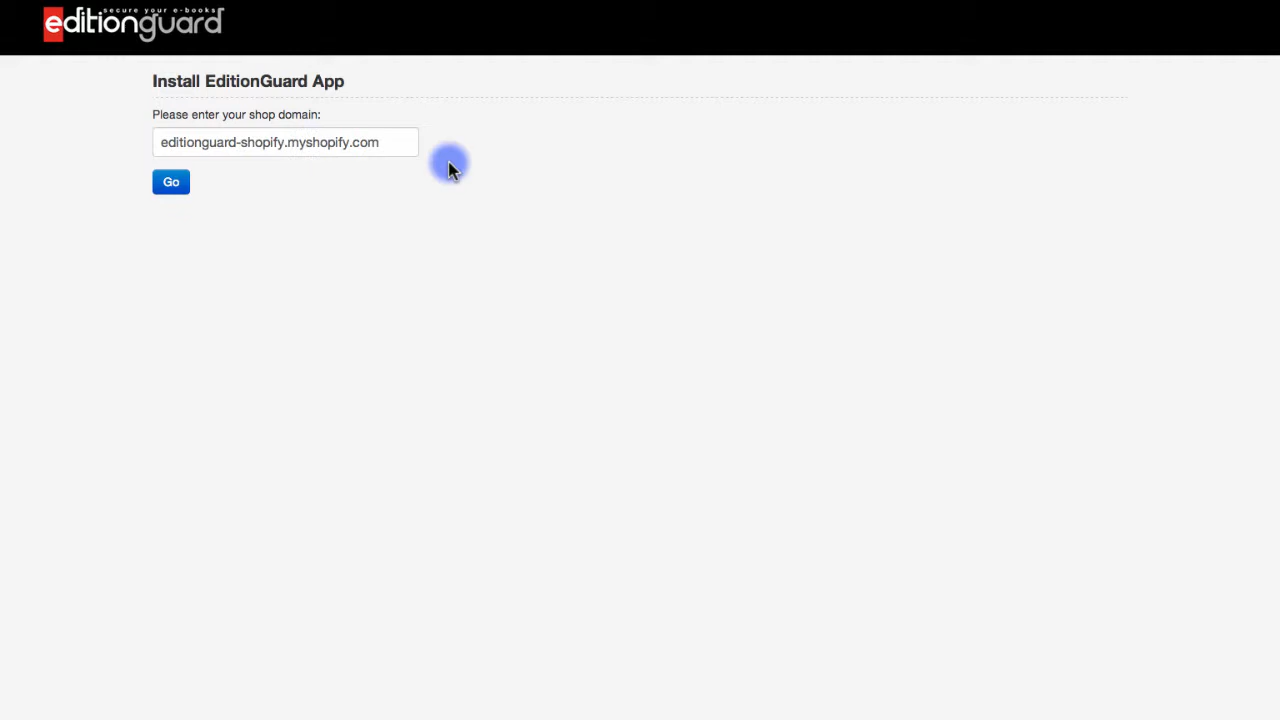 secure your e-books
editionguard
Install EditionGuard App
Please enter your shop domain:
editionguard-shopify.myshopify.com
Go